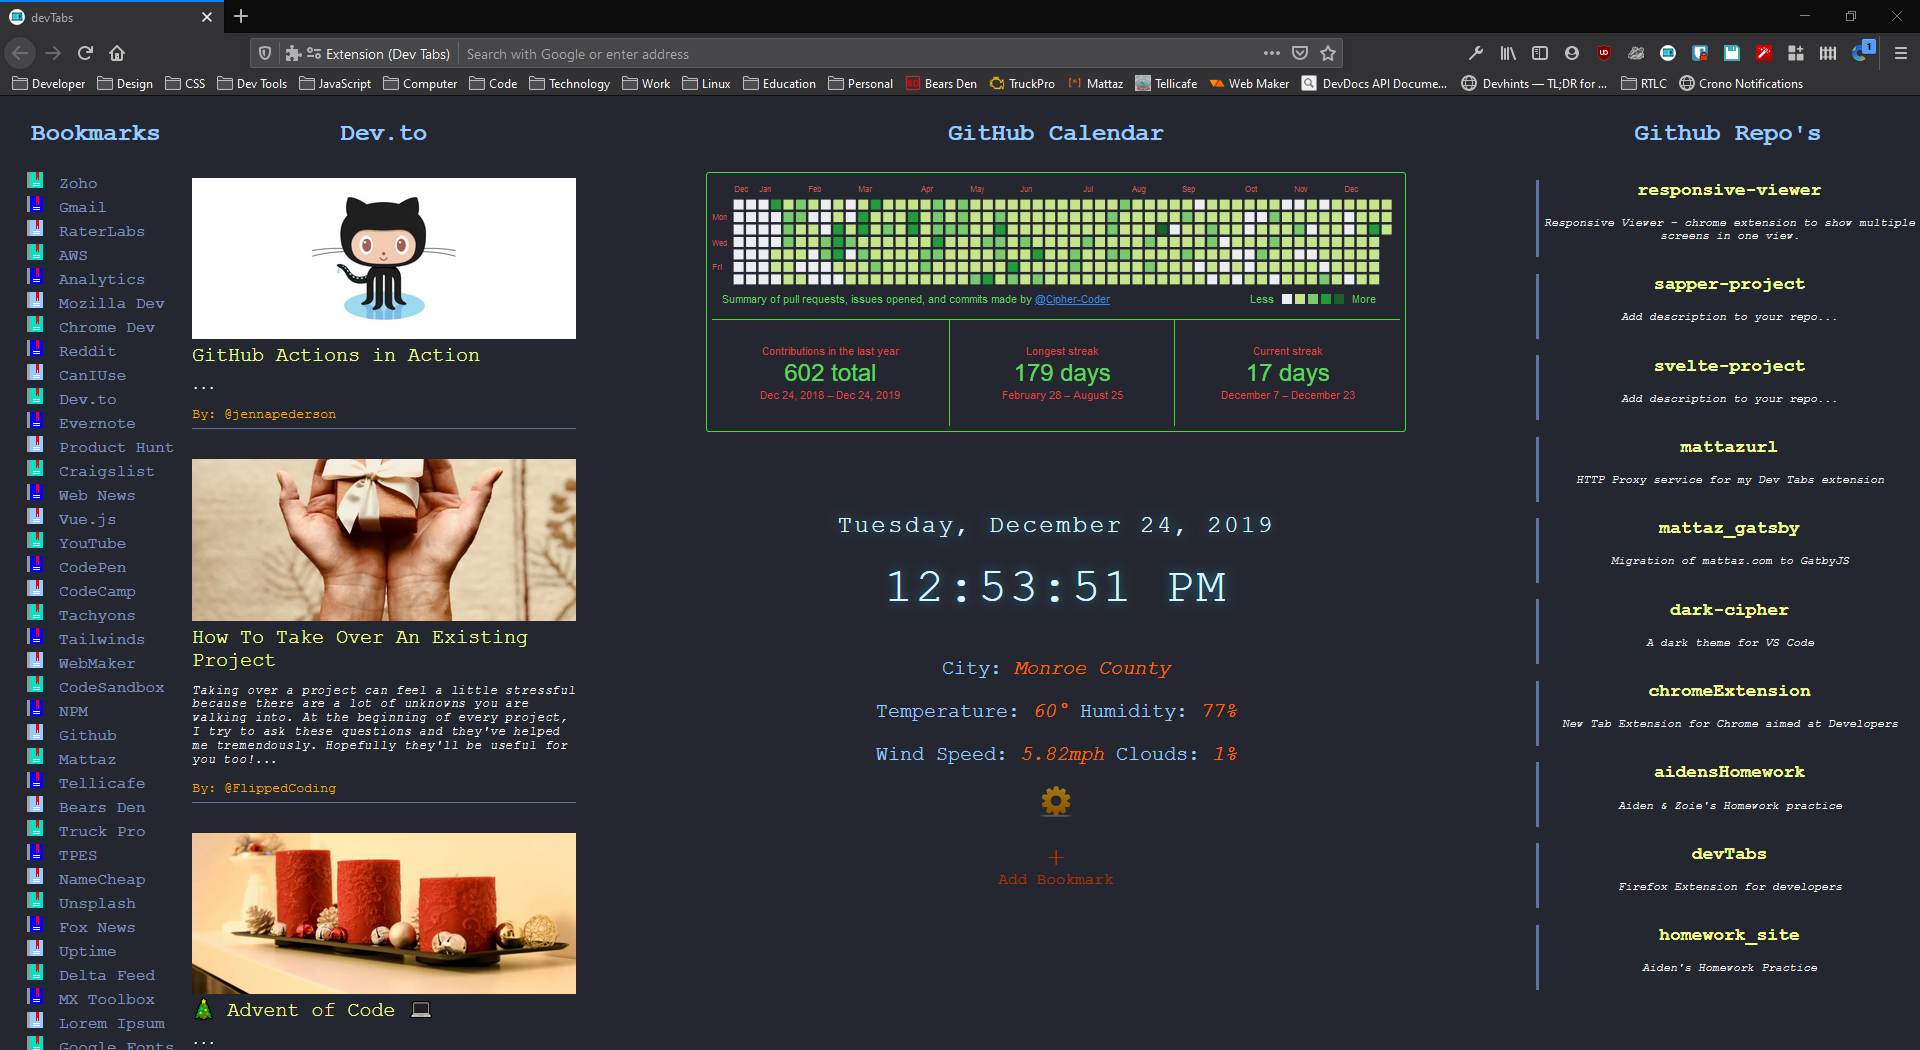 devTabs
Extension (Dev Tabs)
Search with Google or enter address
1
Developer
Design
CSS
Dev Tools
JavaScript
Computer
Code
Technology
Work
Linux
Education
Personal
Bears Den
TruckPro
Mattaz
Tellicafe
Web Maker
DevDocs API Docume...
Devhints — TL;DR for ...
RTLC
Crono Notifications
Bookmarks
Zoho
Gmail
RaterLabs
AWS
Analytics
Mozilla Dev
Chrome Dev
Reddit
CanIUse
Dev.to
Evernote
Product Hunt
Craigslist
Web News
Vue.js
YouTube
CodePen
CodeCamp
Tachyons
Tailwinds
WebMaker
CodeSandbox
NPM
Github
Mattaz
Tellicafe
Bears Den
Truck Pro
TPES
NameCheap
Unsplash
Fox News
Uptime
Delta Feed
MX Toolbox
Lorem Ipsum
Google Fonts
Dev.to
GitHub Actions in Action
...
By: @jennapederson
How To Take Over An Existing
Project
Taking over a project can feel a little stressful
because there are a lot of unknowns you are
walking into. At the beginning of every project,
I try to ask these questions and they've helped
me tremendously. Hopefully they'll be useful for
you too!...
By: @FlippedCoding
🎄 Advent of Code 💻
...
GitHub Calendar
Dec Jan Feb Mar Apr May Jun Jul Aug Sep Oct Nov Dec
Mon
Wed
Fri
Summary of pull requests, issues opened, and commits made by @Cipher-Coder
Less More
Contributions in the last year
602 total
Dec 24, 2018 – Dec 24, 2019
Longest streak
179 days
February 28 – August 25
Current streak
17 days
December 7 – December 23
Tuesday, December 24, 2019
12:53:51 PM
City: Monroe County
Temperature: 60° Humidity: 77%
Wind Speed: 5.82mph Clouds: 1%
+
Add Bookmark
Github Repo's
responsive-viewer
Responsive Viewer - chrome extension to show multiple
screens in one view.
sapper-project
Add description to your repo...
svelte-project
Add description to your repo...
mattazurl
HTTP Proxy service for my Dev Tabs extension
mattaz_gatsby
Migration of mattaz.com to GatbyJS
dark-cipher
A dark theme for VS Code
chromeExtension
New Tab Extension for Chrome aimed at Developers
aidensHomework
Aiden & Zoie's Homework practice
devTabs
Firefox Extension for developers
homework_site
Aiden's Homework Practice